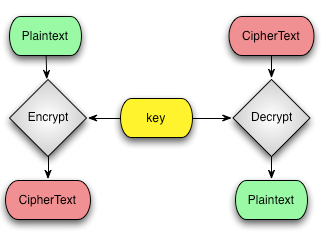 Plaintext
CipherText
Encrypt
key
Decrypt
CipherText
Plaintext